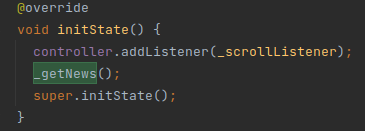 @override
void initState() {
  controller.addListener(_scrollListener);
  _getNews();
  super.initState();
}